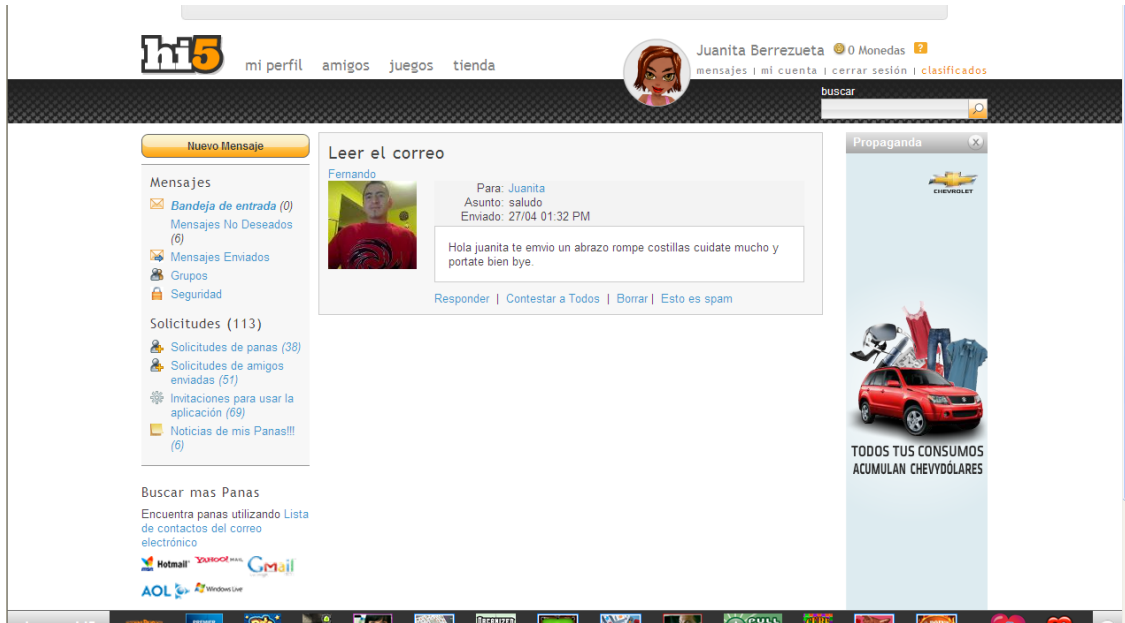 hi5
mi perfil amigos juegos tienda
Juanita Berrezueta 0 Monedas ?
mensajes | mi cuenta | cerrar sesión | clasificados
buscar
Nuevo Mensaje
Mensajes
Bandeja de entrada (0)
Mensajes No Deseados
(6)
Mensajes Enviados
Grupos
Seguridad
Solicitudes (113)
Solicitudes de panas (38)
Solicitudes de amigos
enviadas (51)
Invitaciones para usar la
aplicación (69)
Noticias de mis Panas!!!
(6)
Buscar mas Panas
Encuentra panas utilizando Lista
de contactos del correo
electrónico
Hotmail YAHOO! MAIL Gmail
AOL Windows Live
Leer el correo
Fernando
Para: Juanita
Asunto: saludo
Enviado: 27/04 01:32 PM
Hola juanita te emvio un abrazo rompe costillas cuidate mucho y
portate bien bye.
Responder | Contestar a Todos | Borrar | Esto es spam
Propaganda x
CHEVROLET
TODOS TUS CONSUMOS
ACUMULAN CHEVYDÓLARES